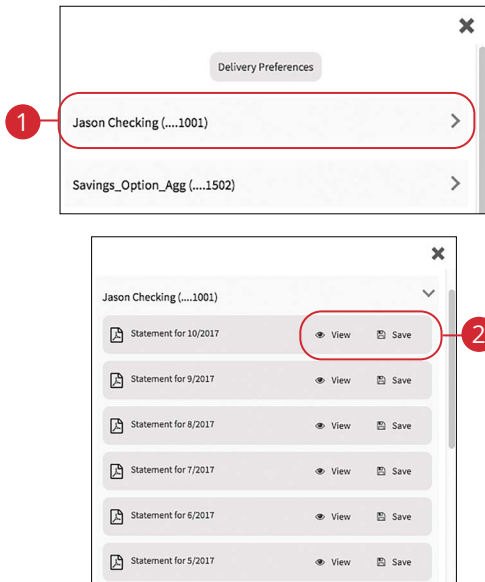 Delivery Preferences
1
Jason Checking (....1001)
Savings_Option_Agg (....1502)
Jason Checking (....1001)
Statement for 10/2017 View Save
2
Statement for 9/2017 View Save
Statement for 8/2017 View Save
Statement for 7/2017 View Save
Statement for 6/2017 View Save
Statement for 5/2017 View Save